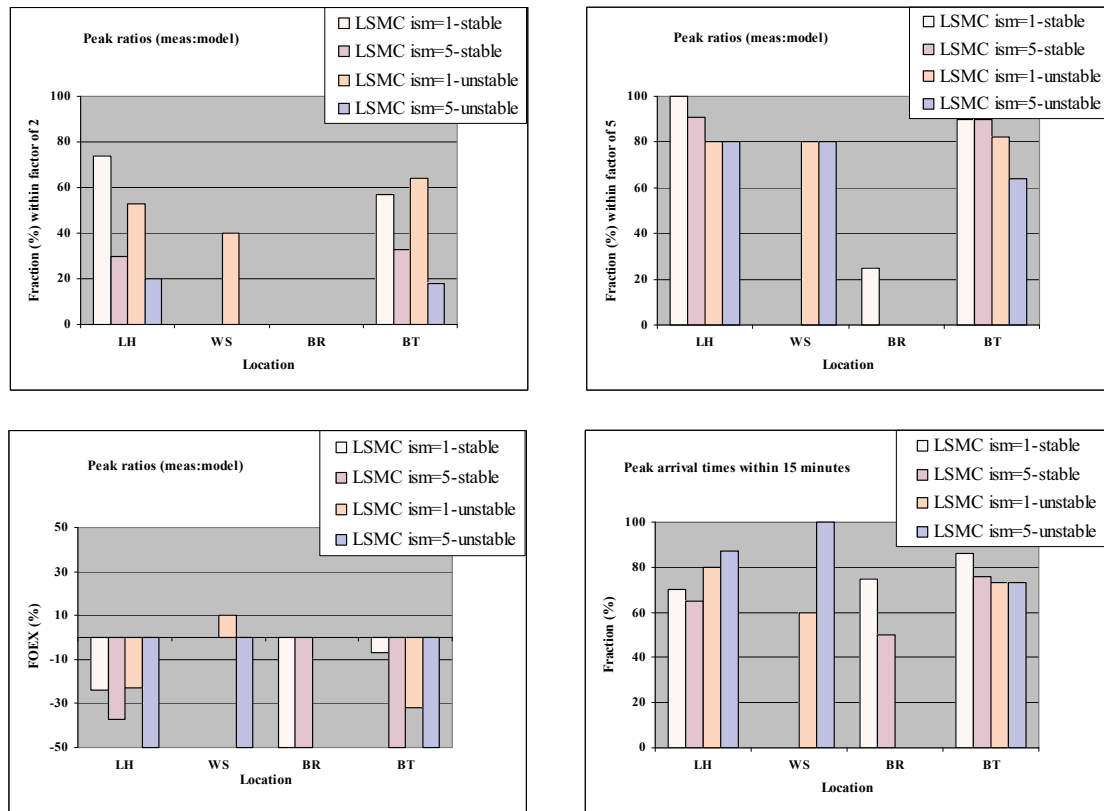 Peak ratios (meas:model)
LSMC ism=1-stable
LSMC ism=5-stable
LSMC ism=1-unstable
LSMC ism=5-unstable
Fraction (%) within factor of 2
100
80
60
40
20
0
LH WS BR BT
Location
Peak ratios (meas:model)
LSMC ism=1-stable
LSMC ism=5-stable
LSMC ism=1-unstable
LSMC ism=5-unstable
Fraction (%) within factor of 5
100
80
60
40
20
0
LH WS BR BT
Location
Peak ratios (meas:model)
LSMC ism=1-stable
LSMC ism=5-stable
LSMC ism=1-unstable
LSMC ism=5-unstable
FOEX (%)
50
30
10
-10
-30
-50
LH WS BR BT
Location
Peak arrival times within 15 minutes
LSMC ism=1-stable
LSMC ism=5-stable
LSMC ism=1-unstable
LSMC ism=5-unstable
Fraction (%)
100
80
60
40
20
0
LH WS BR BT
Location